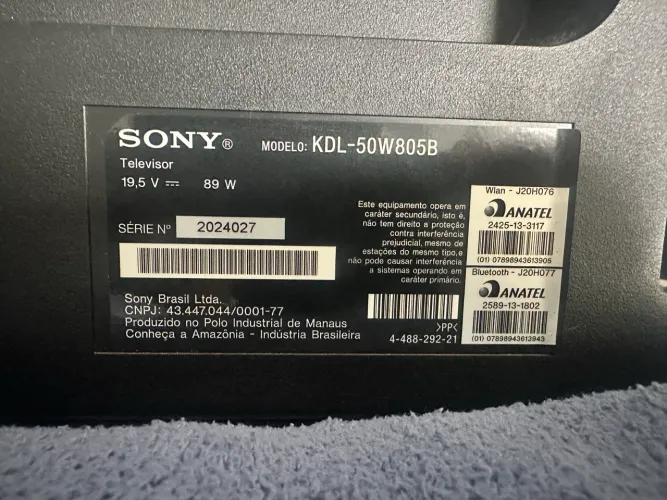 SONY®
MODELO: KDL-50W805B
Televisor
19,5 V ⎓ 89 W
SÉRIE Nº 2024027
Sony Brasil Ltda.
CNPJ: 43.447.044/0001-77
Produzido no Polo Industrial de Manaus
Conheça a Amazônia - Indústria Brasileira
Este equipamento opera em
caráter secundário, isto é,
não tem direito a proteção
contra interferência
prejudicial, mesmo de
estações do mesmo tipo,e
não pode causar interferência
a sistemas operando em
caráter primário.
>PP<
4-488-292-21
Wlan - J20H076
ANATEL
2425-13-3117
(01) 07898943613905
Bluetooth - J20H077
ANATEL
2589-13-1802
(01) 07898943613943